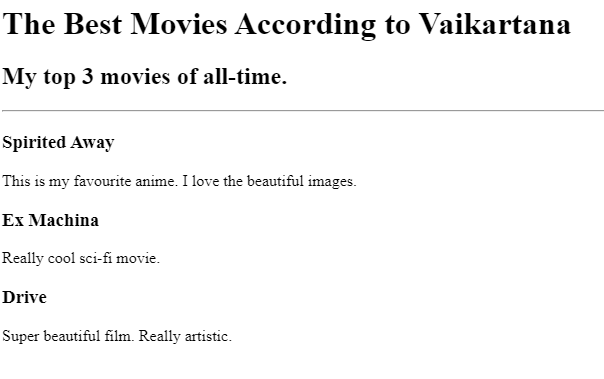 The Best Movies According to Vaikartana
My top 3 movies of all-time.
Spirited Away
This is my favourite anime. I love the beautiful images.
Ex Machina
Really cool sci-fi movie.
Drive
Super beautiful film. Really artistic.